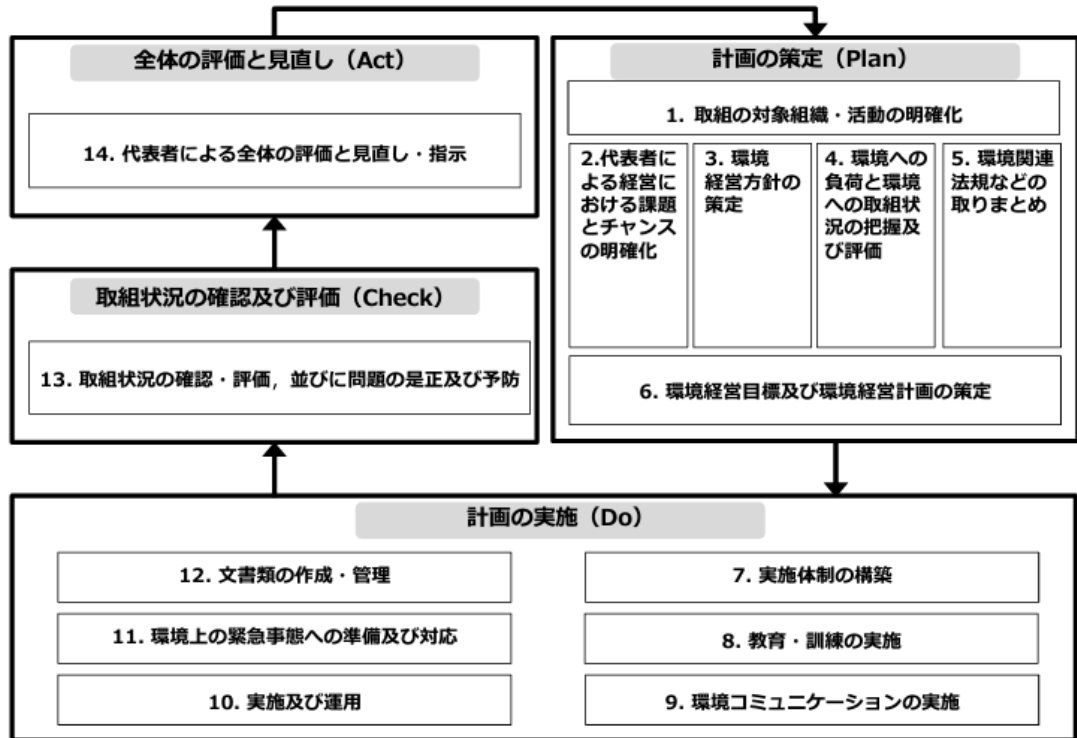 全体の評価と見直し（Act）
14. 代表者による全体の評価と見直し・指示
計画の策定（Plan）
1. 取組の対象組織・活動の明確化
2.代表者に
よる経営に
おける課題
とチャンス
の明確化
3. 環境
経営方針の
策定
4. 環境への
負荷と環境
への取組状
況の把握及
び評価
5. 環境関連
法規などの
取りまとめ
6. 環境経営目標及び環境経営計画の策定
取組状況の確認及び評価（Check）
13. 取組状況の確認・評価，並びに問題の是正及び予防
計画の実施（Do）
12. 文書類の作成・管理
7. 実施体制の構築
11. 環境上の緊急事態への準備及び対応
8. 教育・訓練の実施
10. 実施及び運用
9. 環境コミュニケーションの実施